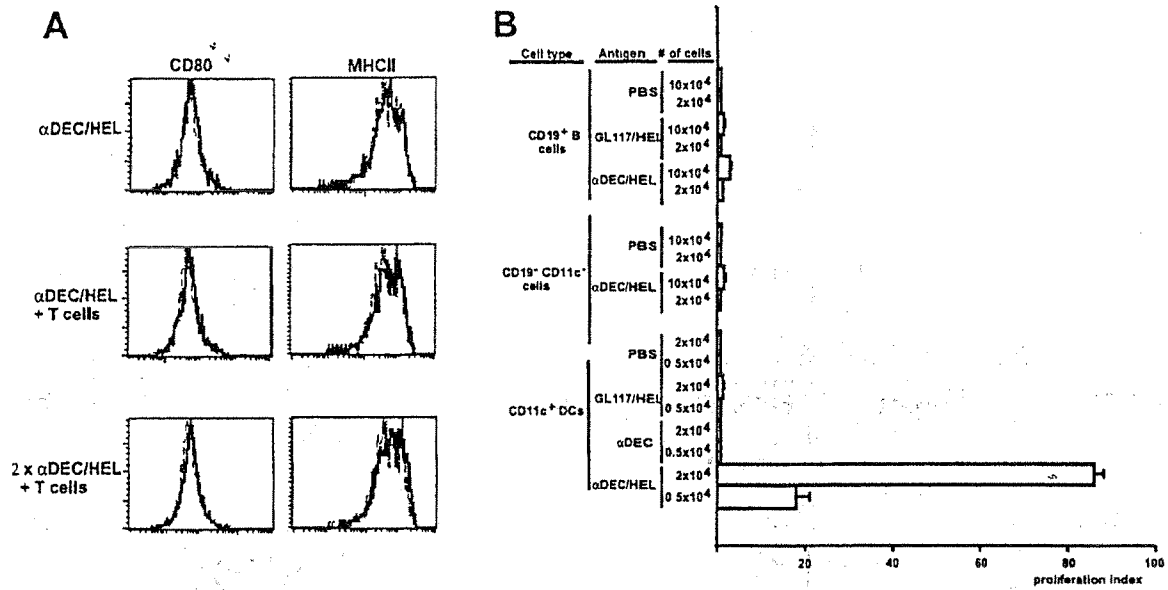 A
CD80
MHCII
αDEC/HEL
αDEC/HEL
+ T cells
2 x αDEC/HEL
+ T cells
B
Cell type
Antigen
# of cells
CD19+ B
cells
PBS
10x10⁴
2x10⁴
GL117/HEL
10x10⁴
2x10⁴
αDEC/HEL
10x10⁴
2x10⁴
CD19- CD11c-
cells
PBS
10x10⁴
2x10⁴
αDEC/HEL
10x10⁴
2x10⁴
CD11c+ DCs
PBS
2x10⁴
0 5x10⁴
GL117/HEL
2x10⁴
0 5x10⁴
αDEC
2x10⁴
0.5x10⁴
αDEC/HEL
2x10⁴
0 5x10⁴
0
20
40
60
80
100
proliferation index